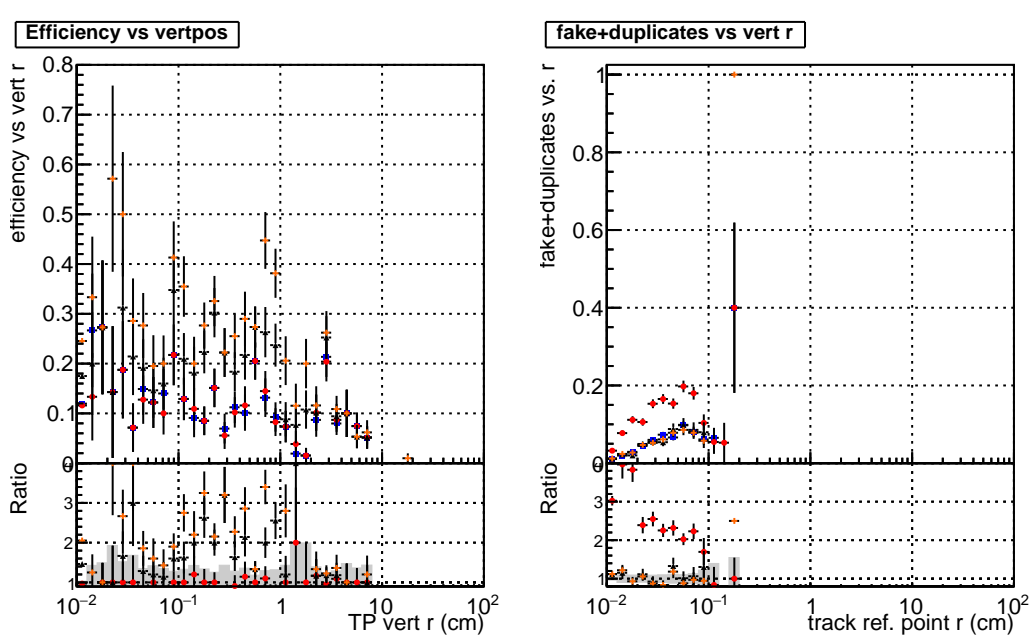 Efficiency vs vertpos
efficiency vs vert r
0.8
0.7
0.6
0.5
0.4
0.3
0.2
0.1
0
Ratio
3
2
1
10⁻² 10⁻¹ 1 10 10²
TP vert r (cm)
fake+duplicates vs vert r
fake+duplicates vs. r
1
0.8
0.6
0.4
0.2
0
Ratio
3
2
1
10⁻² 10⁻¹ 1 10 10²
track ref. point r (cm)